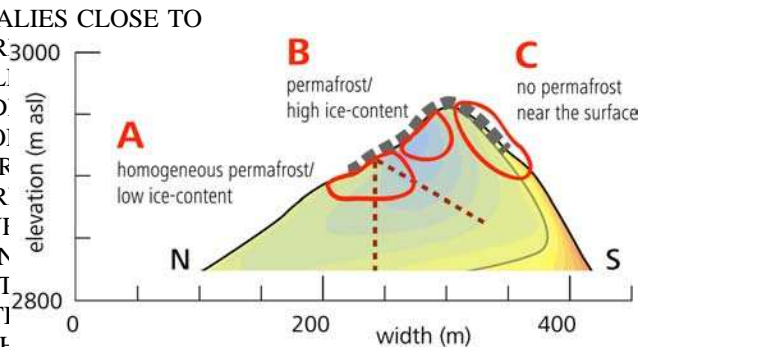 ALIES CLOSE TO
3000
B
C
permafrost/
high ice-content
no permafrost
near the surface
A
homogeneous permafrost/
low ice-content
elevation (m asl)
N
S
2800
0
200
400
width (m)